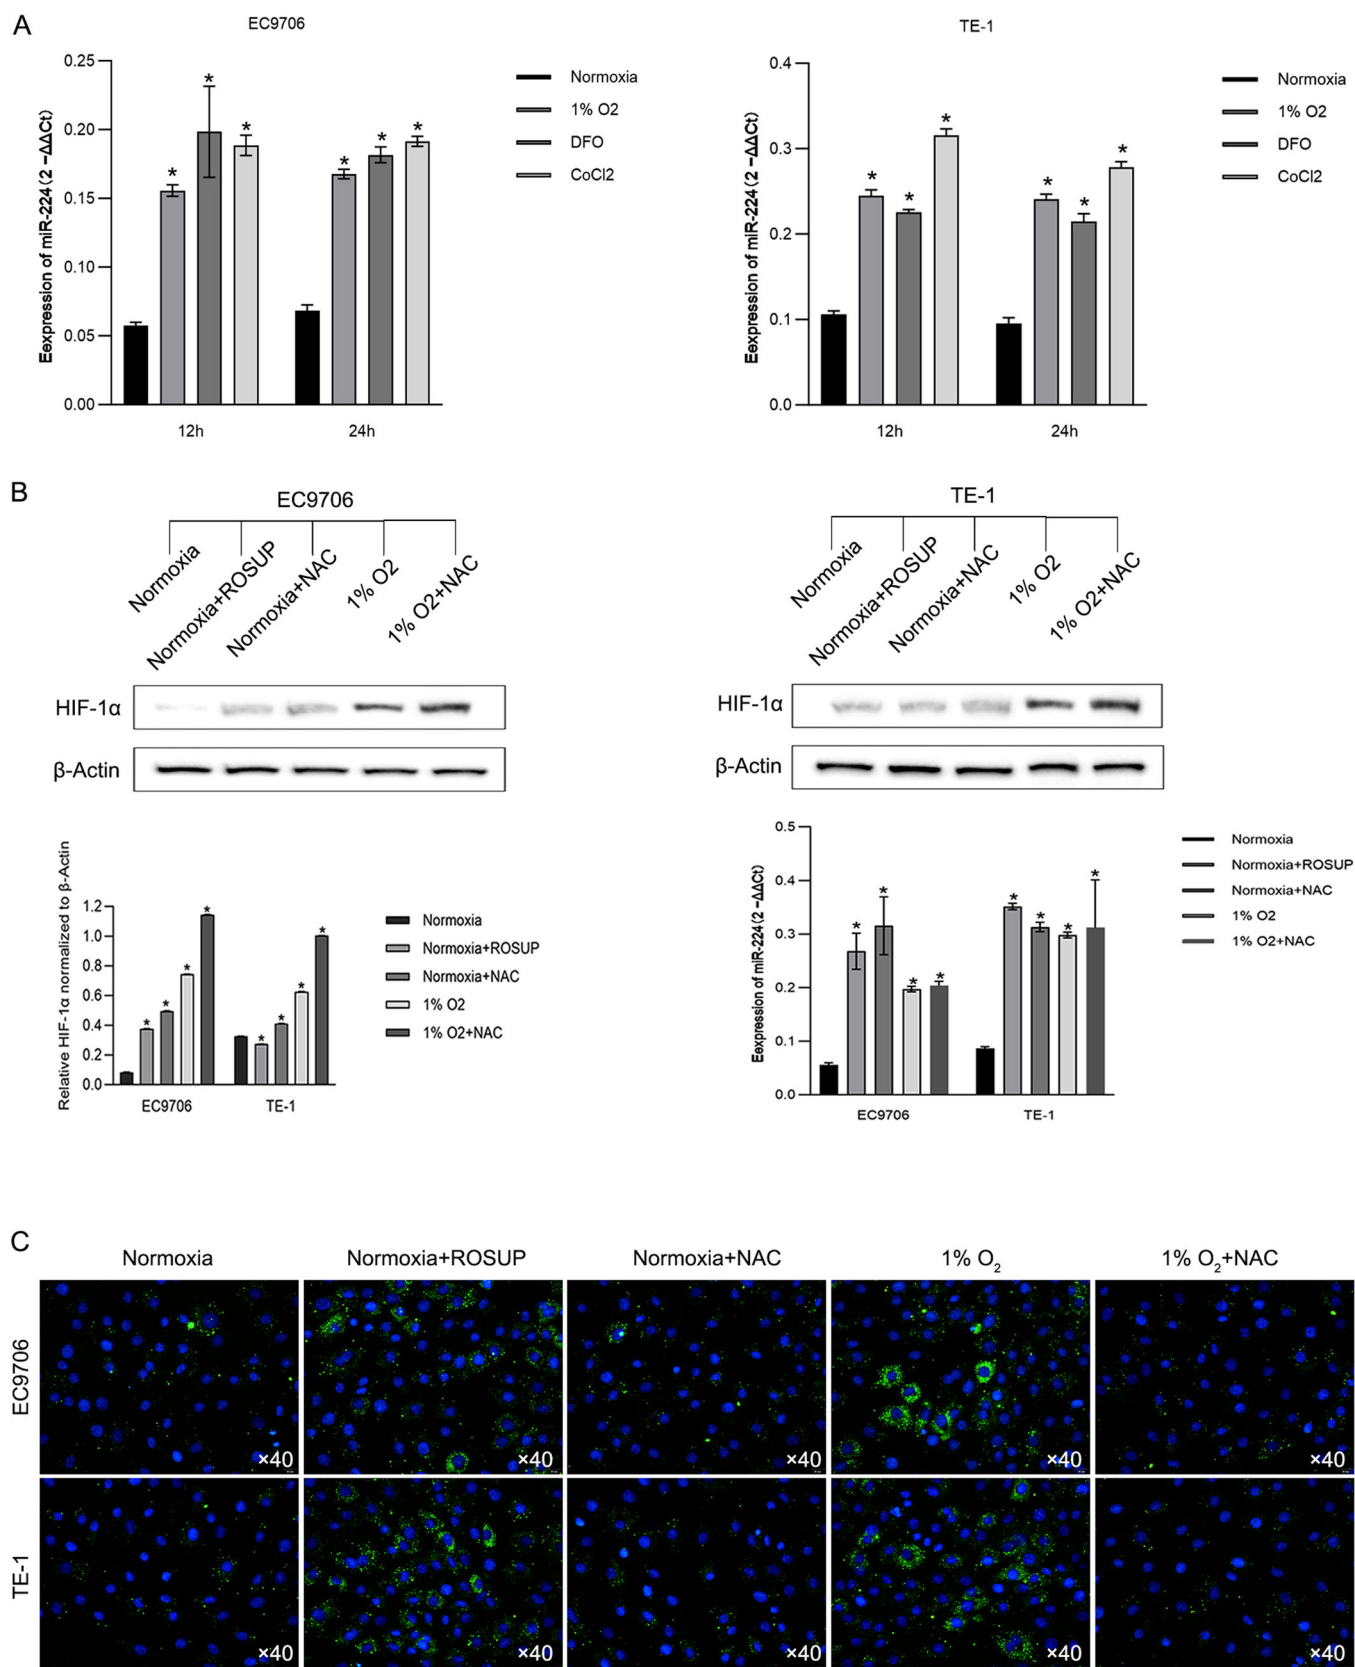 A
EC9706
Eexpression of miR-224(2 −ΔΔCt)
0.25
0.20
0.15
0.10
0.05
0.00
* * * * * *
12h 24h
Normoxia
1% O2
DFO
CoCl2
TE-1
Eexpression of miR-224(2 −ΔΔCt)
0.4
0.3
0.2
0.1
0.0
* * * * * *
12h 24h
Normoxia
1% O2
DFO
CoCl2
B
EC9706
Normoxia
Normoxia+ROSUP
Normoxia+NAC
1% O2
1% O2+NAC
HIF-1α
β-Actin
TE-1
Normoxia
Normoxia+ROSUP
Normoxia+NAC
1% O2
1% O2+NAC
HIF-1α
β-Actin
Relative HIF-1α normalized to β-Actin
1.2
1.0
0.8
0.6
0.4
0.2
0.0
* * * * * * * *
EC9706 TE-1
Normoxia
Normoxia+ROSUP
Normoxia+NAC
1% O2
1% O2+NAC
Eexpression of miR-224(2 −ΔΔCt)
0.5
0.4
0.3
0.2
0.1
0.0
* * * * * * * *
EC9706 TE-1
Normoxia
Normoxia+ROSUP
Normoxia+NAC
1% O2
1% O2+NAC
C
Normoxia Normoxia+ROSUP Normoxia+NAC 1% O2 1% O2+NAC
EC9706
×40 ×40 ×40 ×40 ×40
TE-1
×40 ×40 ×40 ×40 ×40